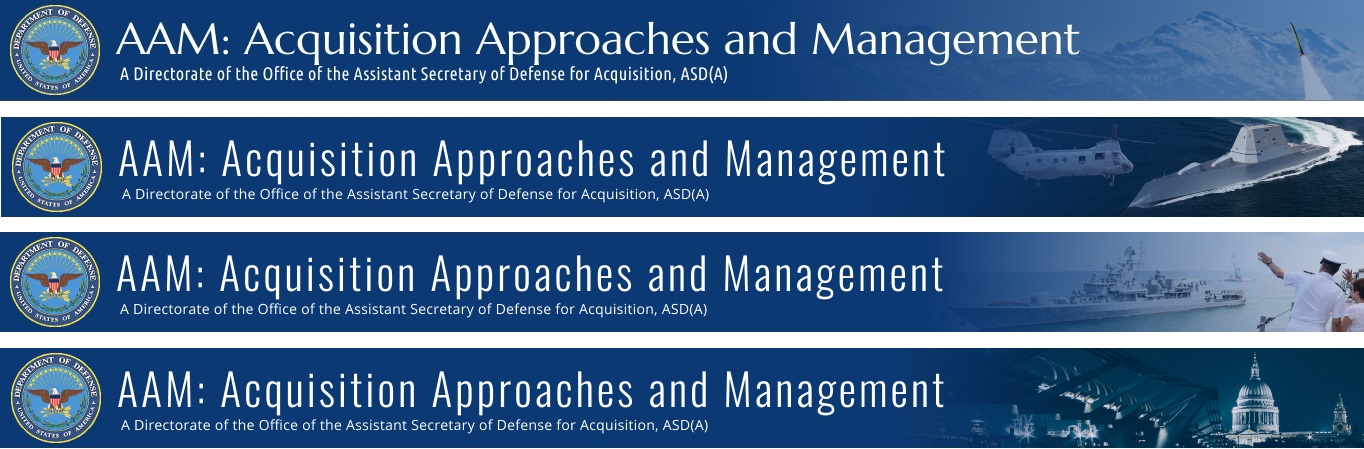 DEPARTMENT OF DEFENSE
UNITED STATES OF AMERICA
AAM: Acquisition Approaches and Management
A Directorate of the Office of the Assistant Secretary of Defense for Acquisition, ASD(A)
DEPARTMENT OF DEFENSE
UNITED STATES OF AMERICA
AAM: Acquisition Approaches and Management
A Directorate of the Office of the Assistant Secretary of Defense for Acquisition, ASD(A)
DEPARTMENT OF DEFENSE
UNITED STATES OF AMERICA
AAM: Acquisition Approaches and Management
A Directorate of the Office of the Assistant Secretary of Defense for Acquisition, ASD(A)
DEPARTMENT OF DEFENSE
UNITED STATES OF AMERICA
AAM: Acquisition Approaches and Management
A Directorate of the Office of the Assistant Secretary of Defense for Acquisition, ASD(A)